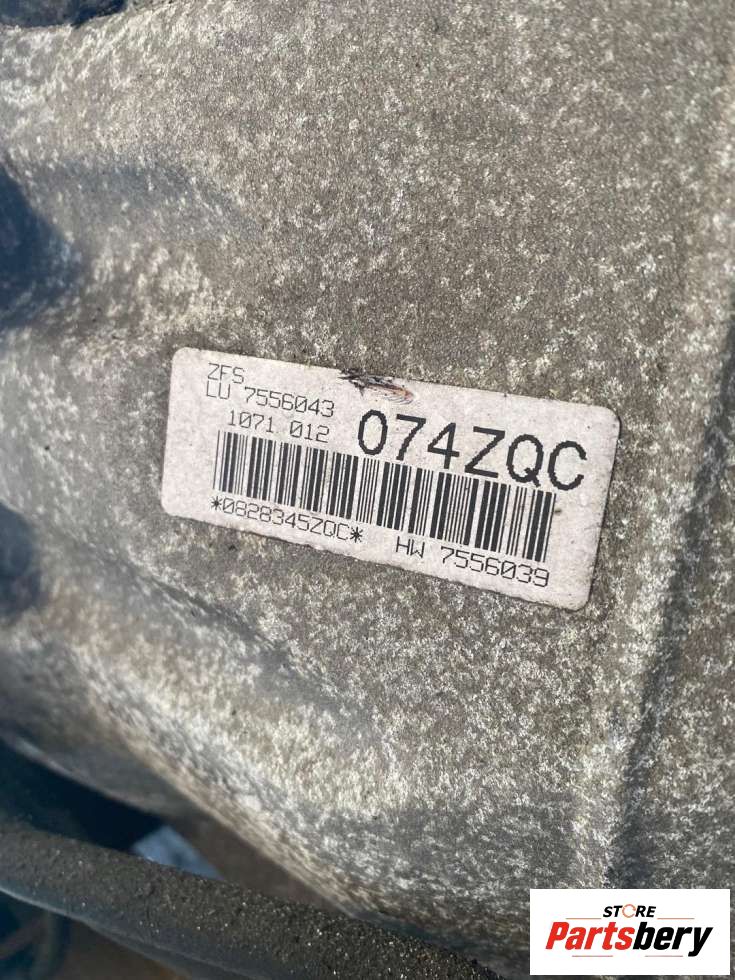 ZFS
LU 7556043
1071 012
074ZQC
*0828345ZQC*
HW 7556039
STORE
Partsbery